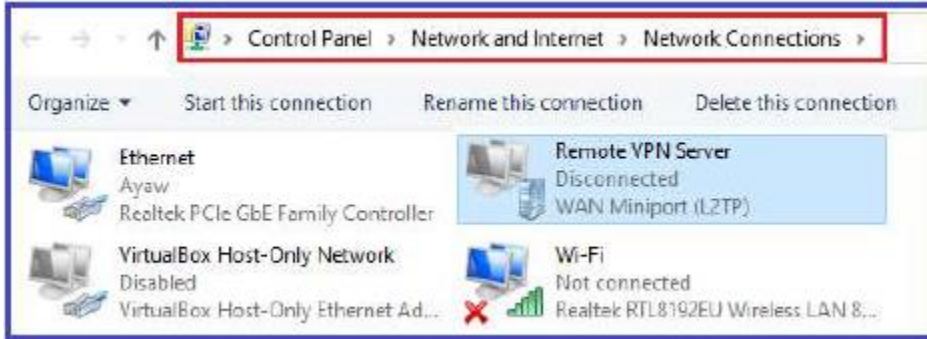 Control Panel > Network and Internet > Network Connections >
Organize Start this connection Rename this connection Delete this connection
Ethernet
Ayaw
Realtek PCIe GbE Family Controller
Remote VPN Server
Disconnected
WAN Miniport (L2TP)
VirtualBox Host-Only Network
Disabled
VirtualBox Host-Only Ethernet Ad...
Wi-Fi
Not connected
Realtek RTL8192EU Wireless LAN 8...